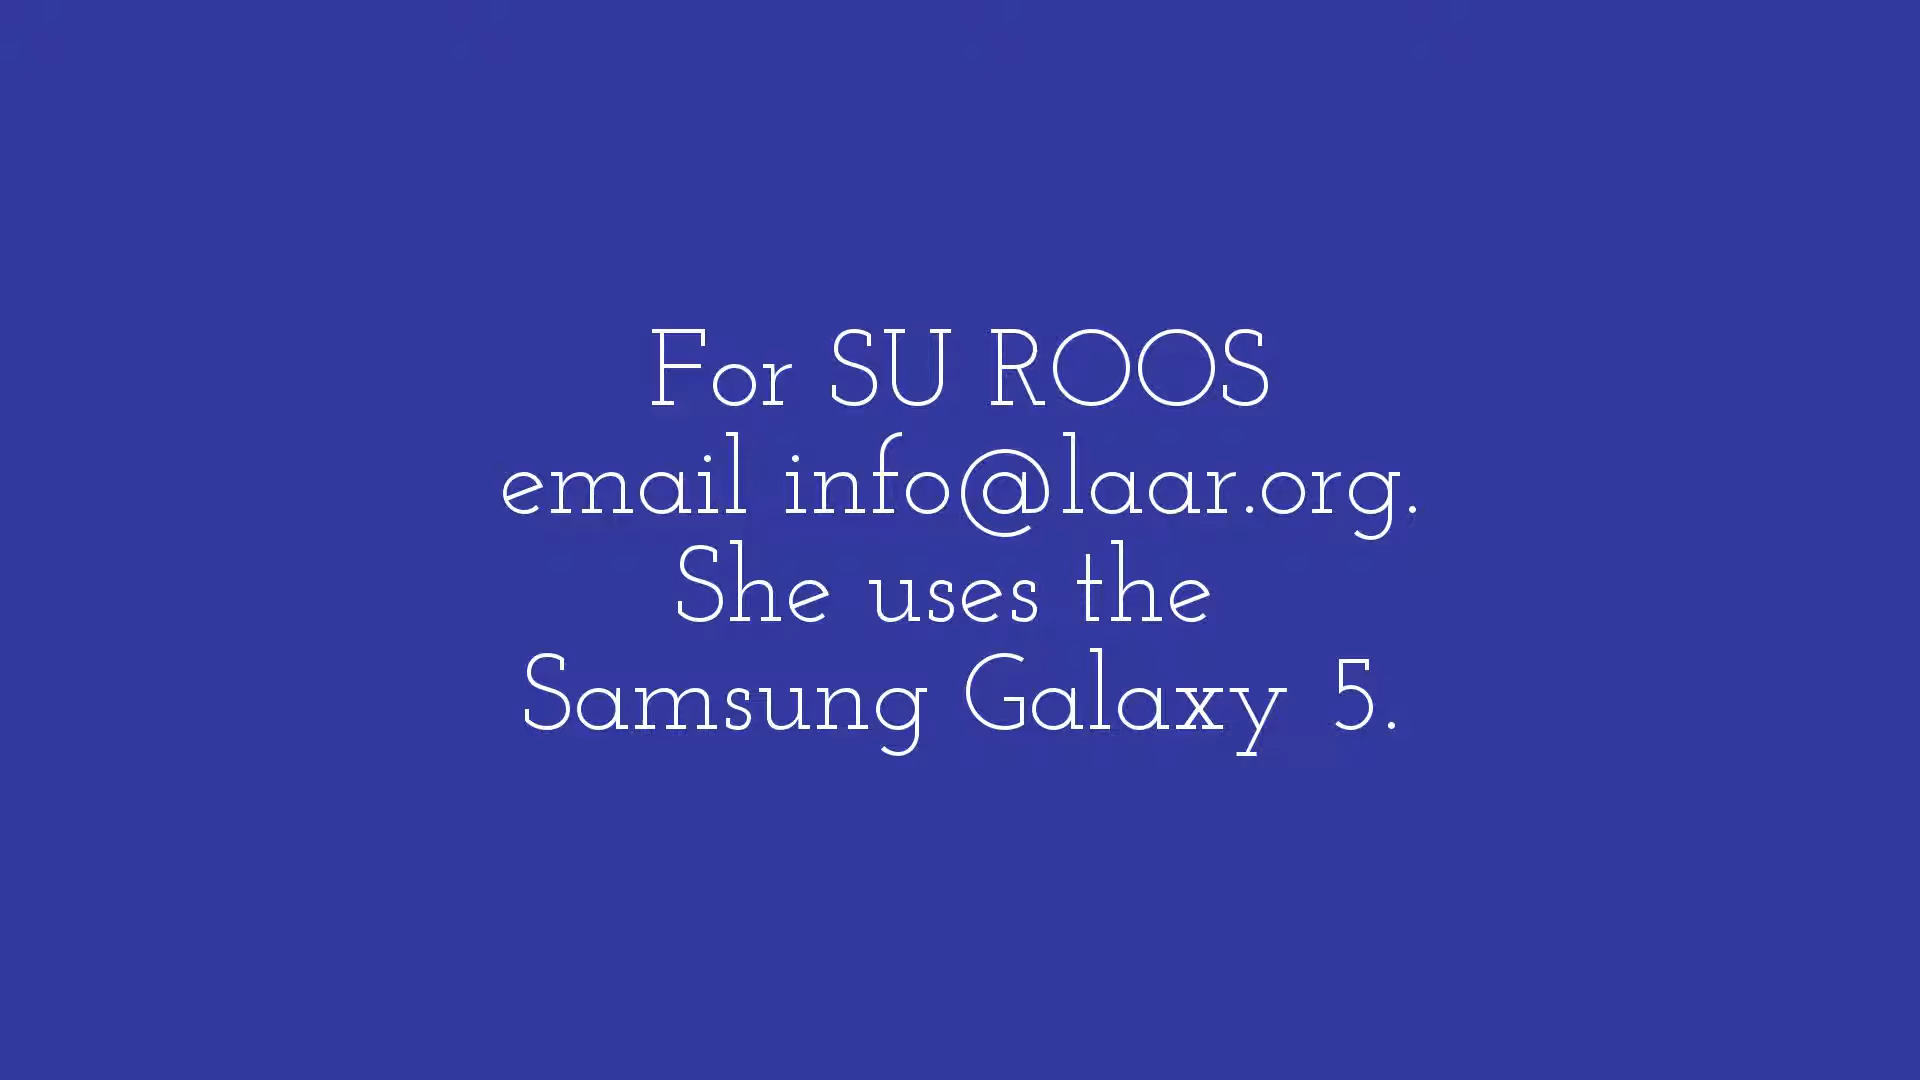 For SU ROOS
email info@laar.org.
She uses the
Samsung Galaxy 5.